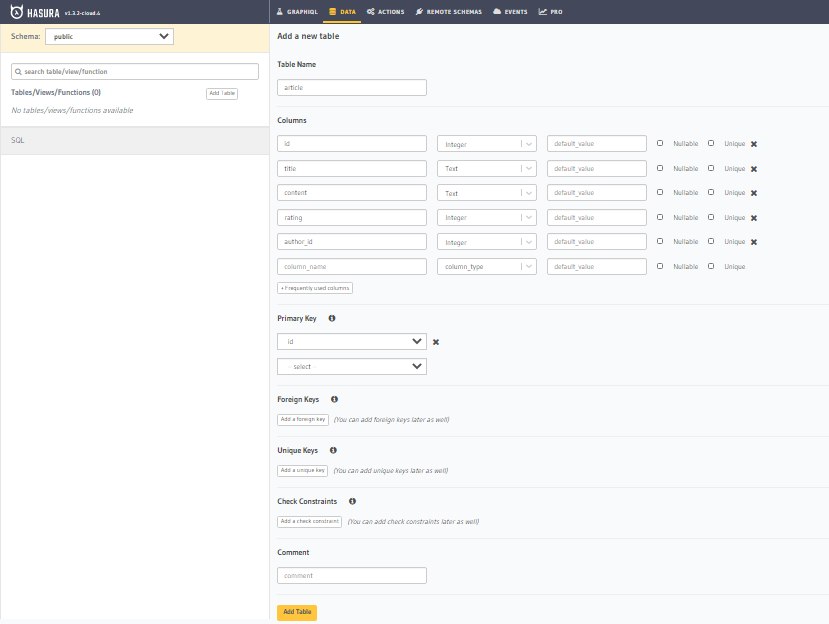 HASURA v1.3.2-cloud.4
GRAPHIQL DATA ACTIONS REMOTE SCHEMAS EVENTS PRO
Schema: public
search table/view/function
Tables/Views/Functions (0) Add Table
No tables/views/functions available
SQL
Add a new table
Table Name
article
Columns
id Integer default_value Nullable Unique
title Text default_value Nullable Unique
content Text default_value Nullable Unique
rating Integer default_value Nullable Unique
author_id Integer default_value Nullable Unique
column_name column_type default_value Nullable Unique
+ Frequently used columns
Primary Key
id
-- select --
Foreign Keys
Add a foreign key (You can add foreign keys later as well)
Unique Keys
Add a unique key (You can add unique keys later as well)
Check Constraints
Add a check constraint (You can add check constraints later as well)
Comment
comment
Add Table